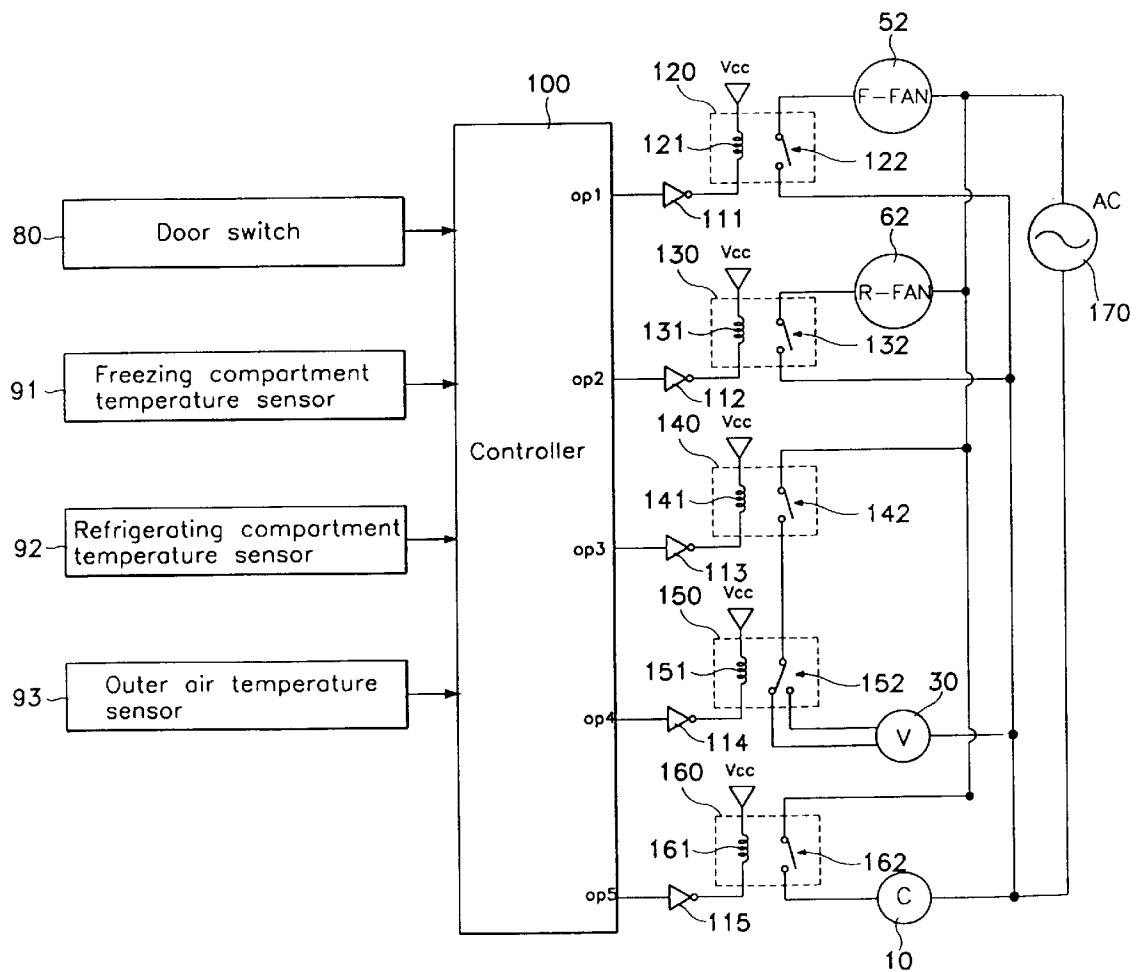 52
Vcc
120
F-FAN
100
121
122
op1
111
AC
80
Door switch
62
Vcc
130
R-FAN
170
131
132
91
Freezing compartment
temperature sensor
op2
112
Vcc
140
Controller
141
142
92
Refrigerating compartment
temperature sensor
op3
113
Vcc
150
151
152
30
93
Outer air temperature
sensor
op4
114
V
Vcc
160
161
162
op5
115
C
10